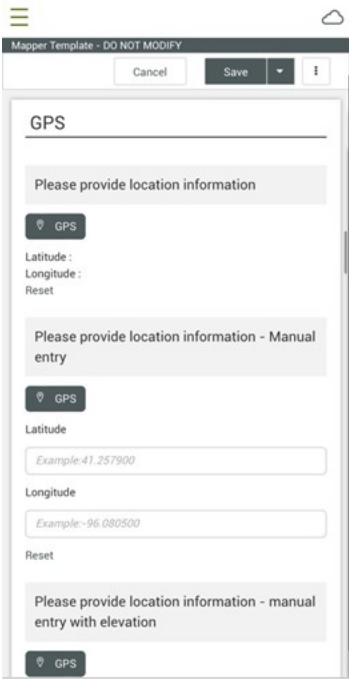 Mapper Template - DO NOT MODIFY
Cancel
Save
GPS
Please provide location information
GPS
Latitude :
Longitude :
Reset
Please provide location information - Manual
entry
GPS
Latitude
Example:41.257900
Longitude
Example:-96.080500
Reset
Please provide location information - manual
entry with elevation
GPS